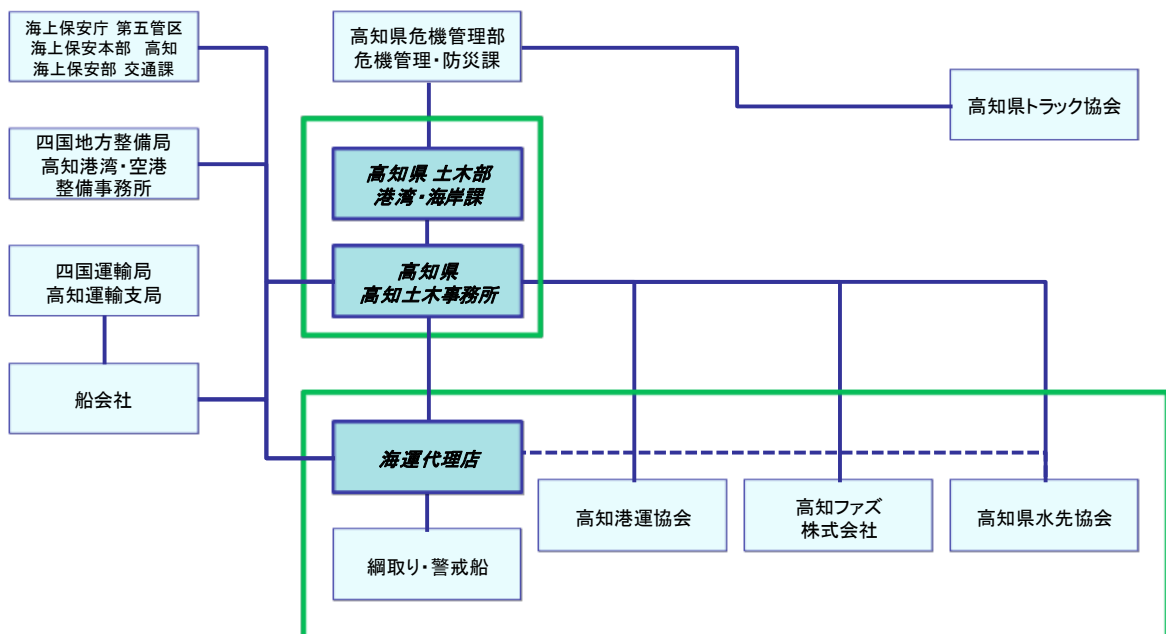 海上保安庁 第五管区
海上保安本部 高知
海上保安部 交通課
高知県危機管理部
危機管理・防災課
高知県トラック協会
四国地方整備局
高知港湾・空港
整備事務所
高知県 土木部
港湾・海岸課
四国運輸局
高知運輸支局
高知県
高知土木事務所
船会社
海運代理店
高知港運協会
高知ファズ
株式会社
高知県水先協会
綱取り・警戒船